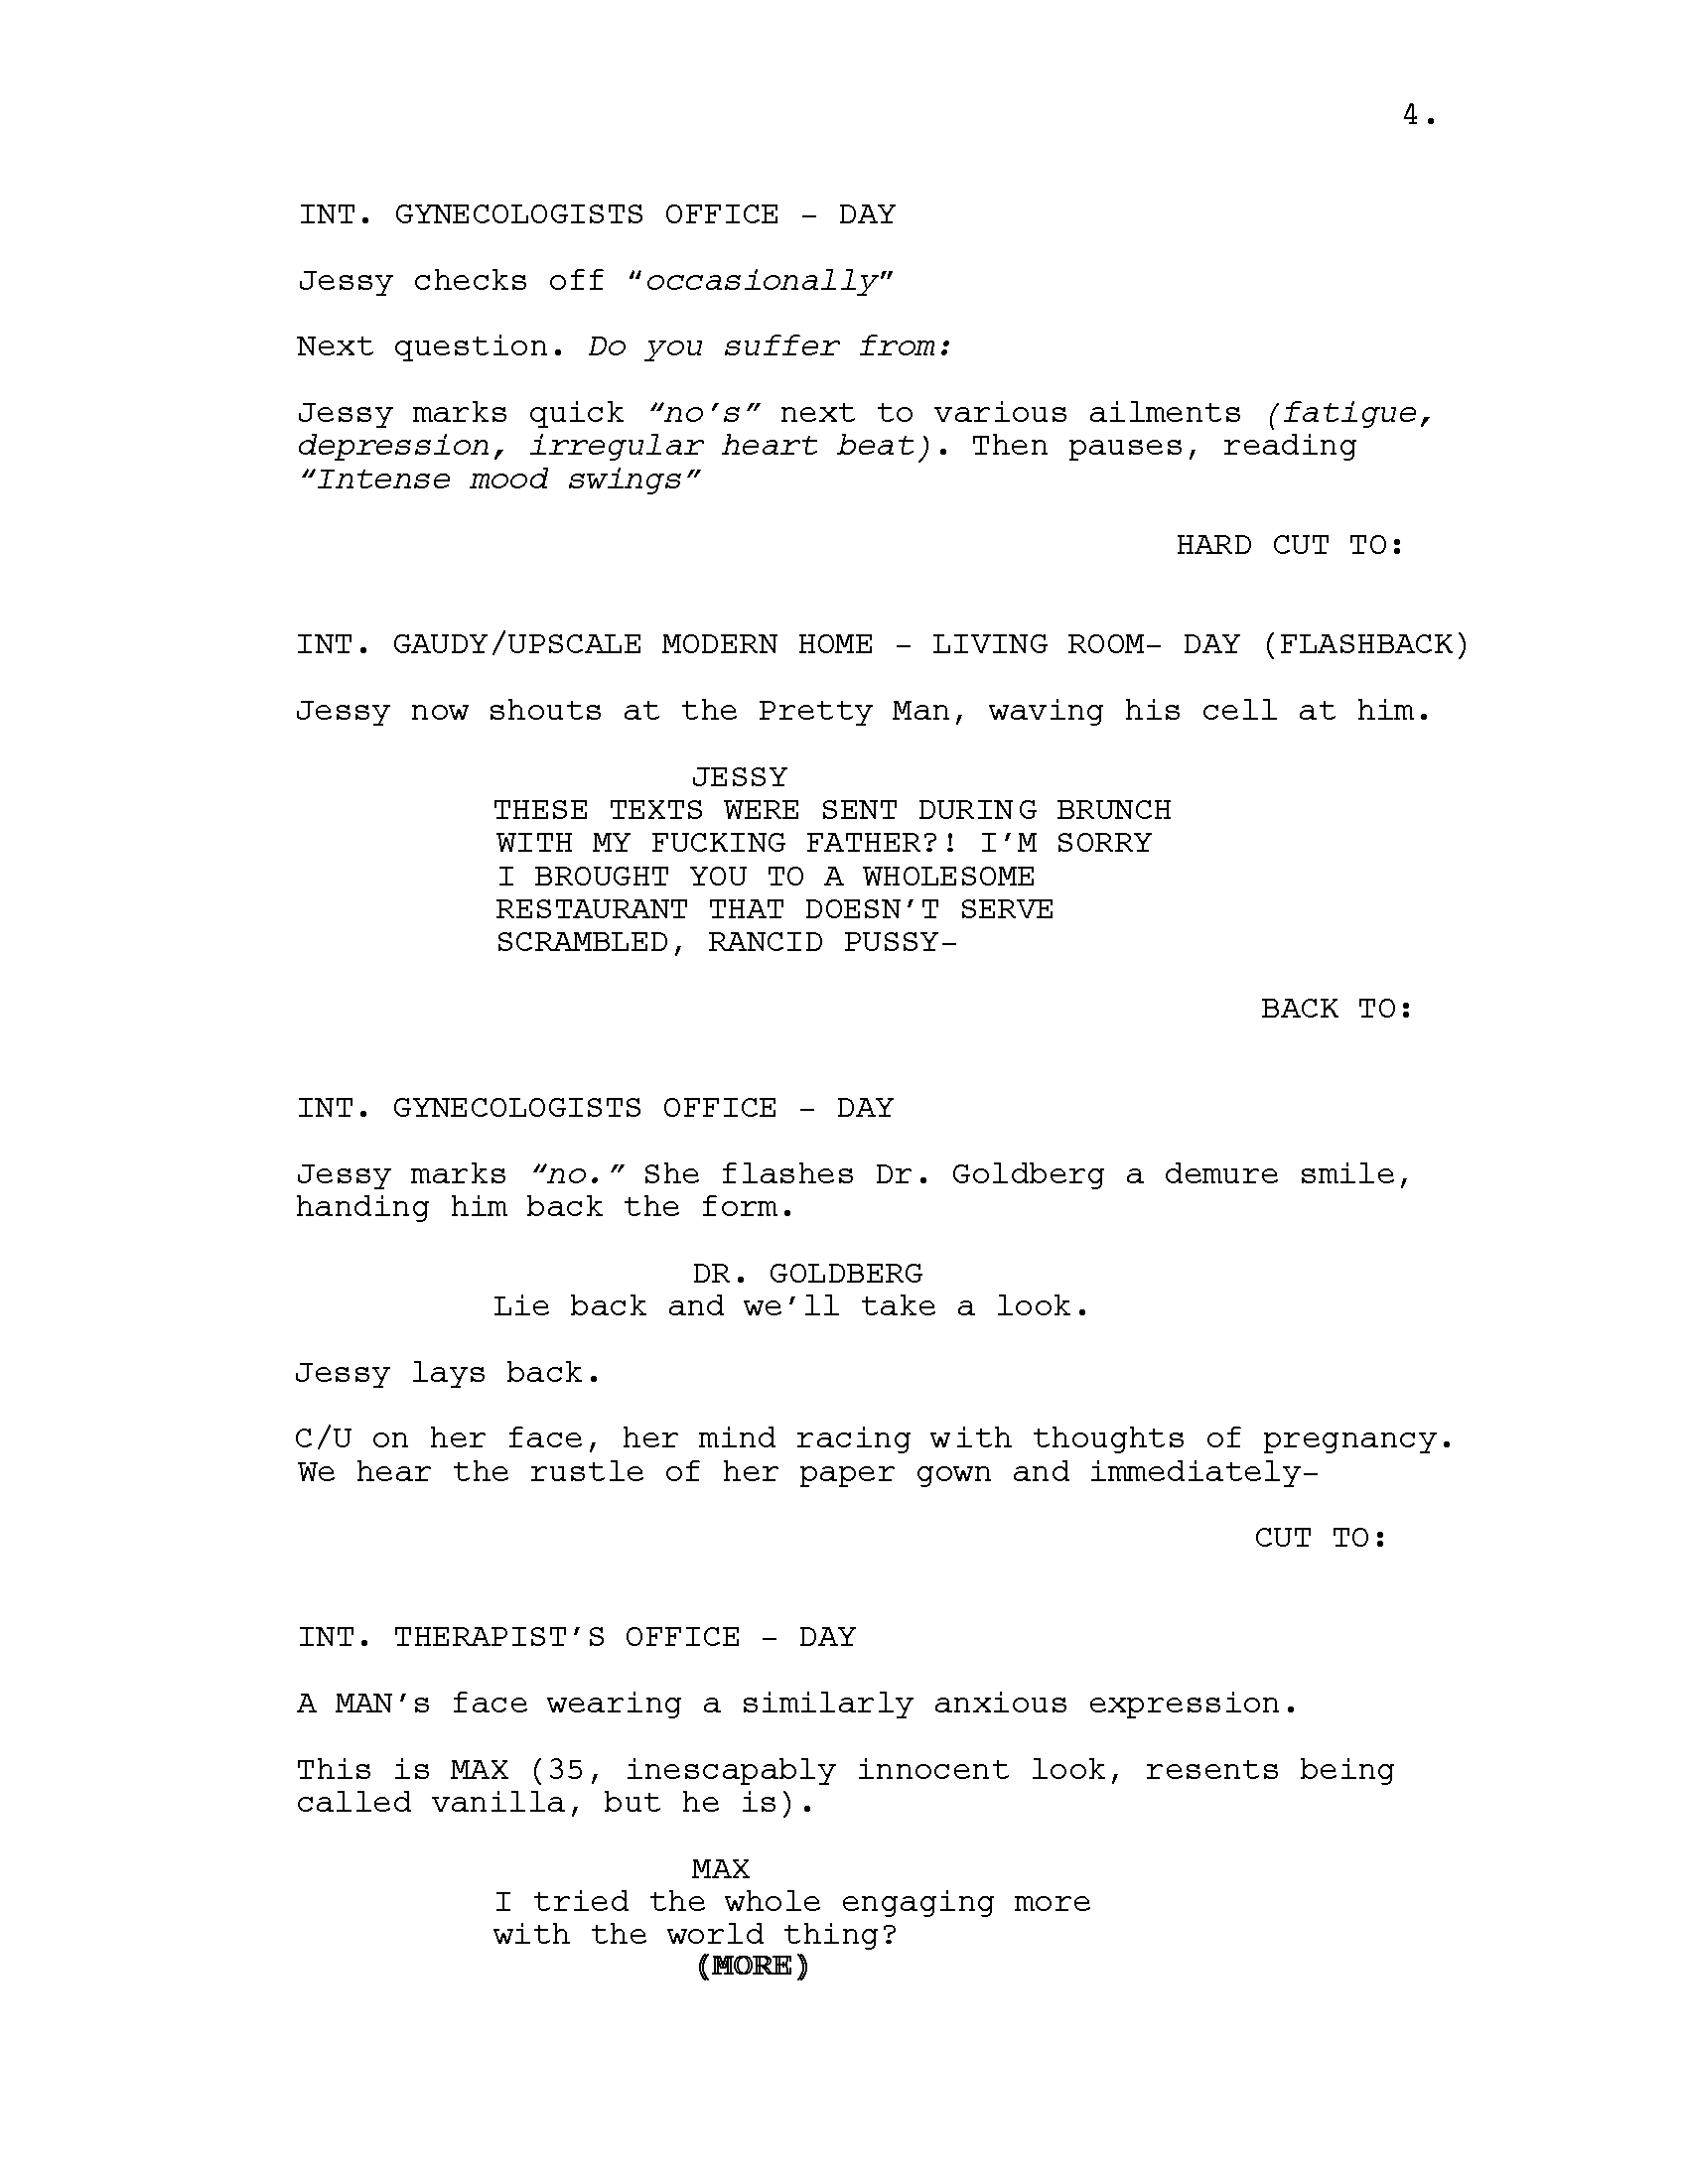 4.
INT. GYNECOLOGISTS OFFICE - DAY
Jessy checks off “occasionally”
Next question. Do you suffer from:
Jessy marks quick “no’s” next to various ailments (fatigue,
depression, irregular heart beat). Then pauses, reading
“Intense mood swings”
HARD CUT TO:
INT. GAUDY/UPSCALE MODERN HOME - LIVING ROOM- DAY (FLASHBACK)
Jessy now shouts at the Pretty Man, waving his cell at him.
JESSY
THESE TEXTS WERE SENT DURING BRUNCH
WITH MY FUCKING FATHER?! I’M SORRY
I BROUGHT YOU TO A WHOLESOME
RESTAURANT THAT DOESN’T SERVE
SCRAMBLED, RANCID PUSSY-
BACK TO:
INT. GYNECOLOGISTS OFFICE - DAY
Jessy marks “no.” She flashes Dr. Goldberg a demure smile,
handing him back the form.
DR. GOLDBERG
Lie back and we’ll take a look.
Jessy lays back.
C/U on her face, her mind racing with thoughts of pregnancy.
We hear the rustle of her paper gown and immediately-
CUT TO:
INT. THERAPIST’S OFFICE - DAY
A MAN’s face wearing a similarly anxious expression.
This is MAX (35, inescapably innocent look, resents being
called vanilla, but he is).
MAX
I tried the whole engaging more
with the world thing?
(MORE)